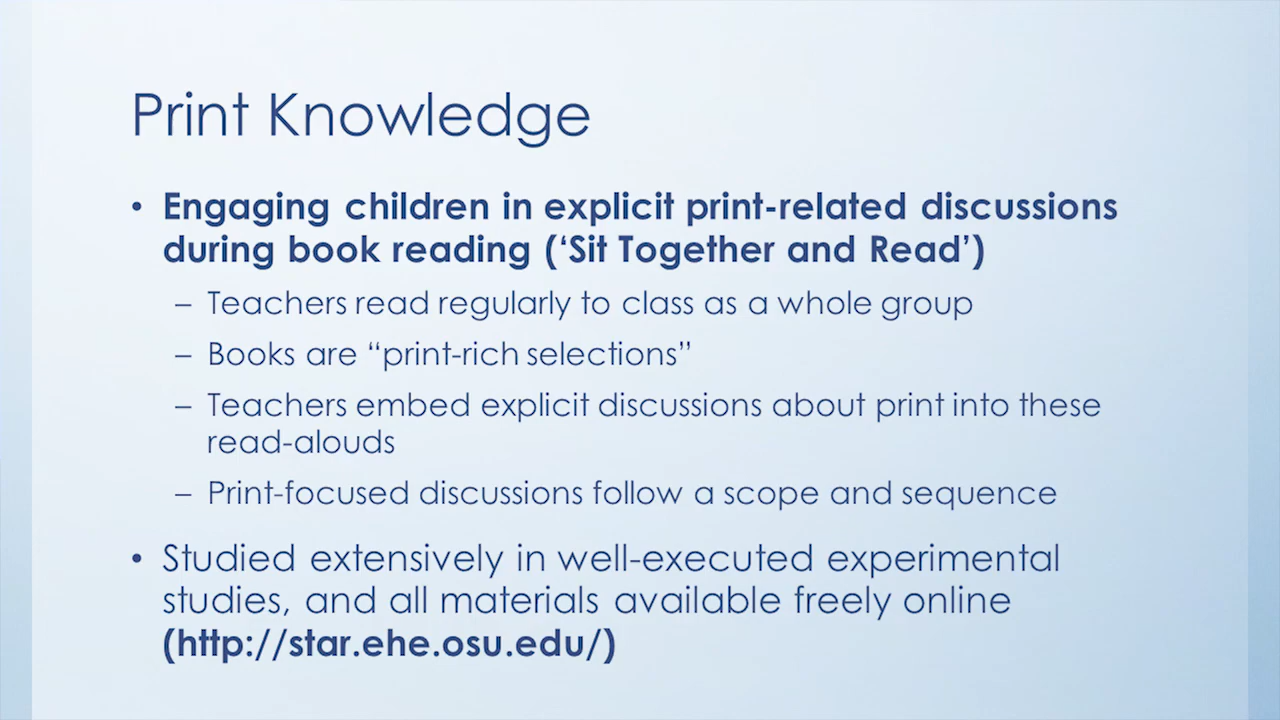 Print Knowledge
• Engaging children in explicit print-related discussions
during book reading (‘Sit Together and Read’)
– Teachers read regularly to class as a whole group
– Books are “print-rich selections”
– Teachers embed explicit discussions about print into these
read-alouds
– Print-focused discussions follow a scope and sequence
• Studied extensively in well-executed experimental
studies, and all materials available freely online
(http://star.ehe.osu.edu/)